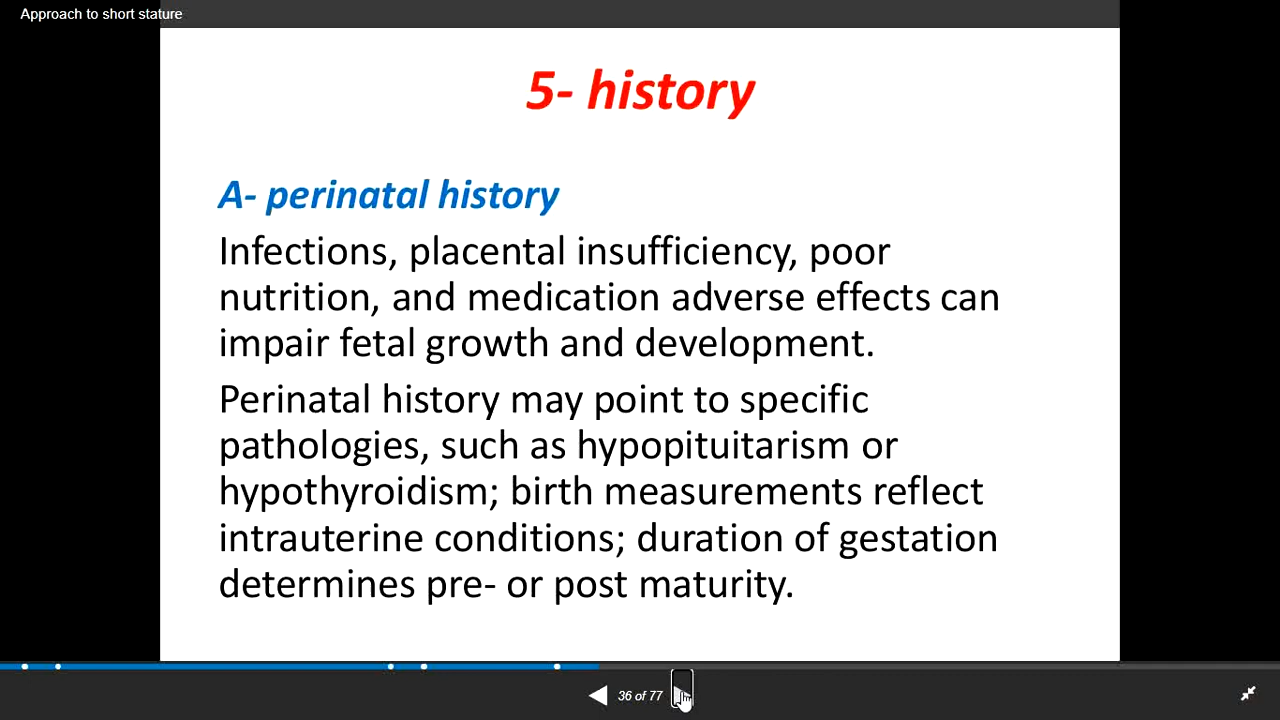 Approach to short stature
5- history
A- perinatal history
Infections, placental insufficiency, poor
nutrition, and medication adverse effects can
impair fetal growth and development.
Perinatal history may point to specific
pathologies, such as hypopituitarism or
hypothyroidism; birth measurements reflect
intrauterine conditions; duration of gestation
determines pre- or post maturity.
36 of 77